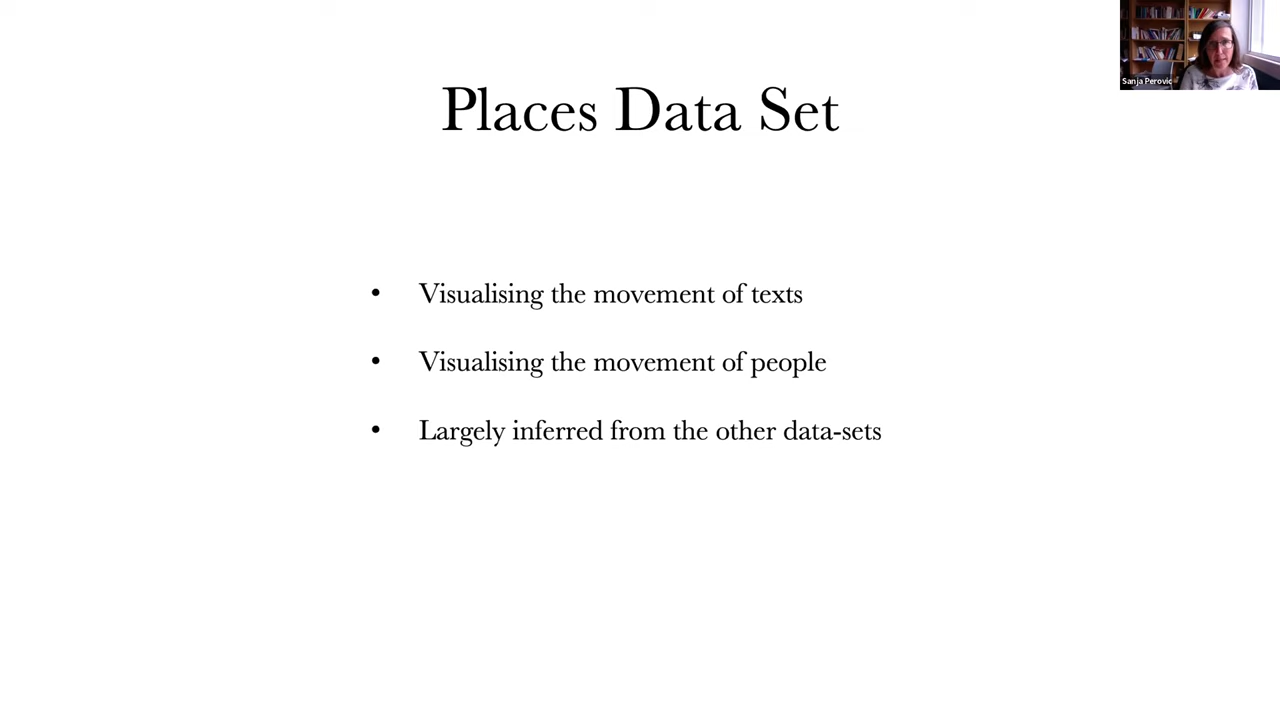 Sanja Perovic
Places Data Set
• Visualising the movement of texts
• Visualising the movement of people
• Largely inferred from the other data-sets